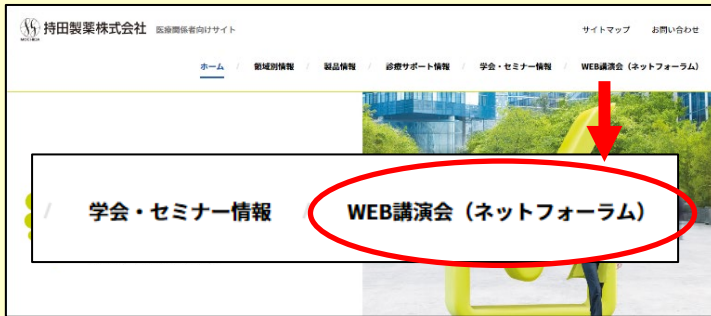 持田製薬株式会社 医療関係者向けサイト
サイトマップ お問い合わせ
ホーム / 領域別情報 / 製品情報 / 診療サポート情報 / 学会・セミナー情報 / WEB講演会（ネットフォーラム）
/ 学会・セミナー情報 / WEB講演会（ネットフォーラム）